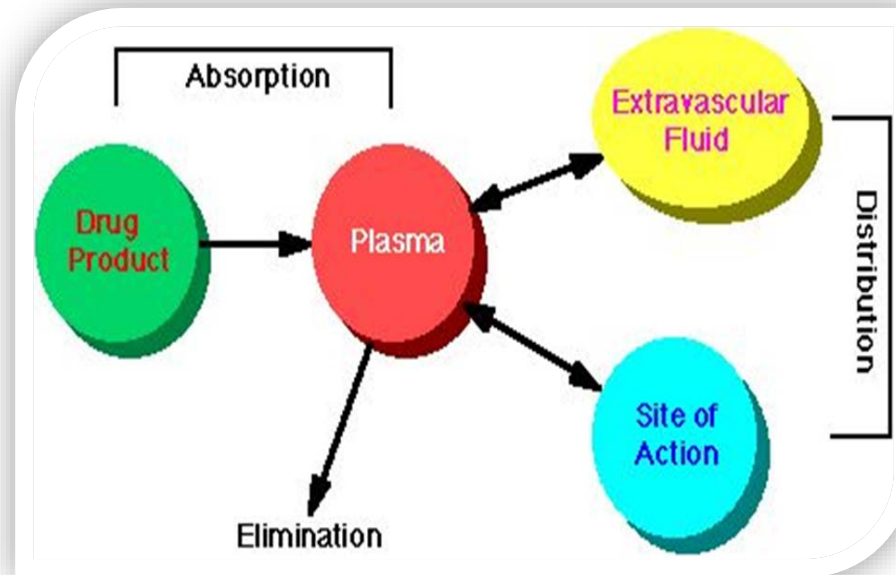 Absorption
Drug
Product
Plasma
Extravascular
Fluid
Site of
Action
Distribution
Elimination